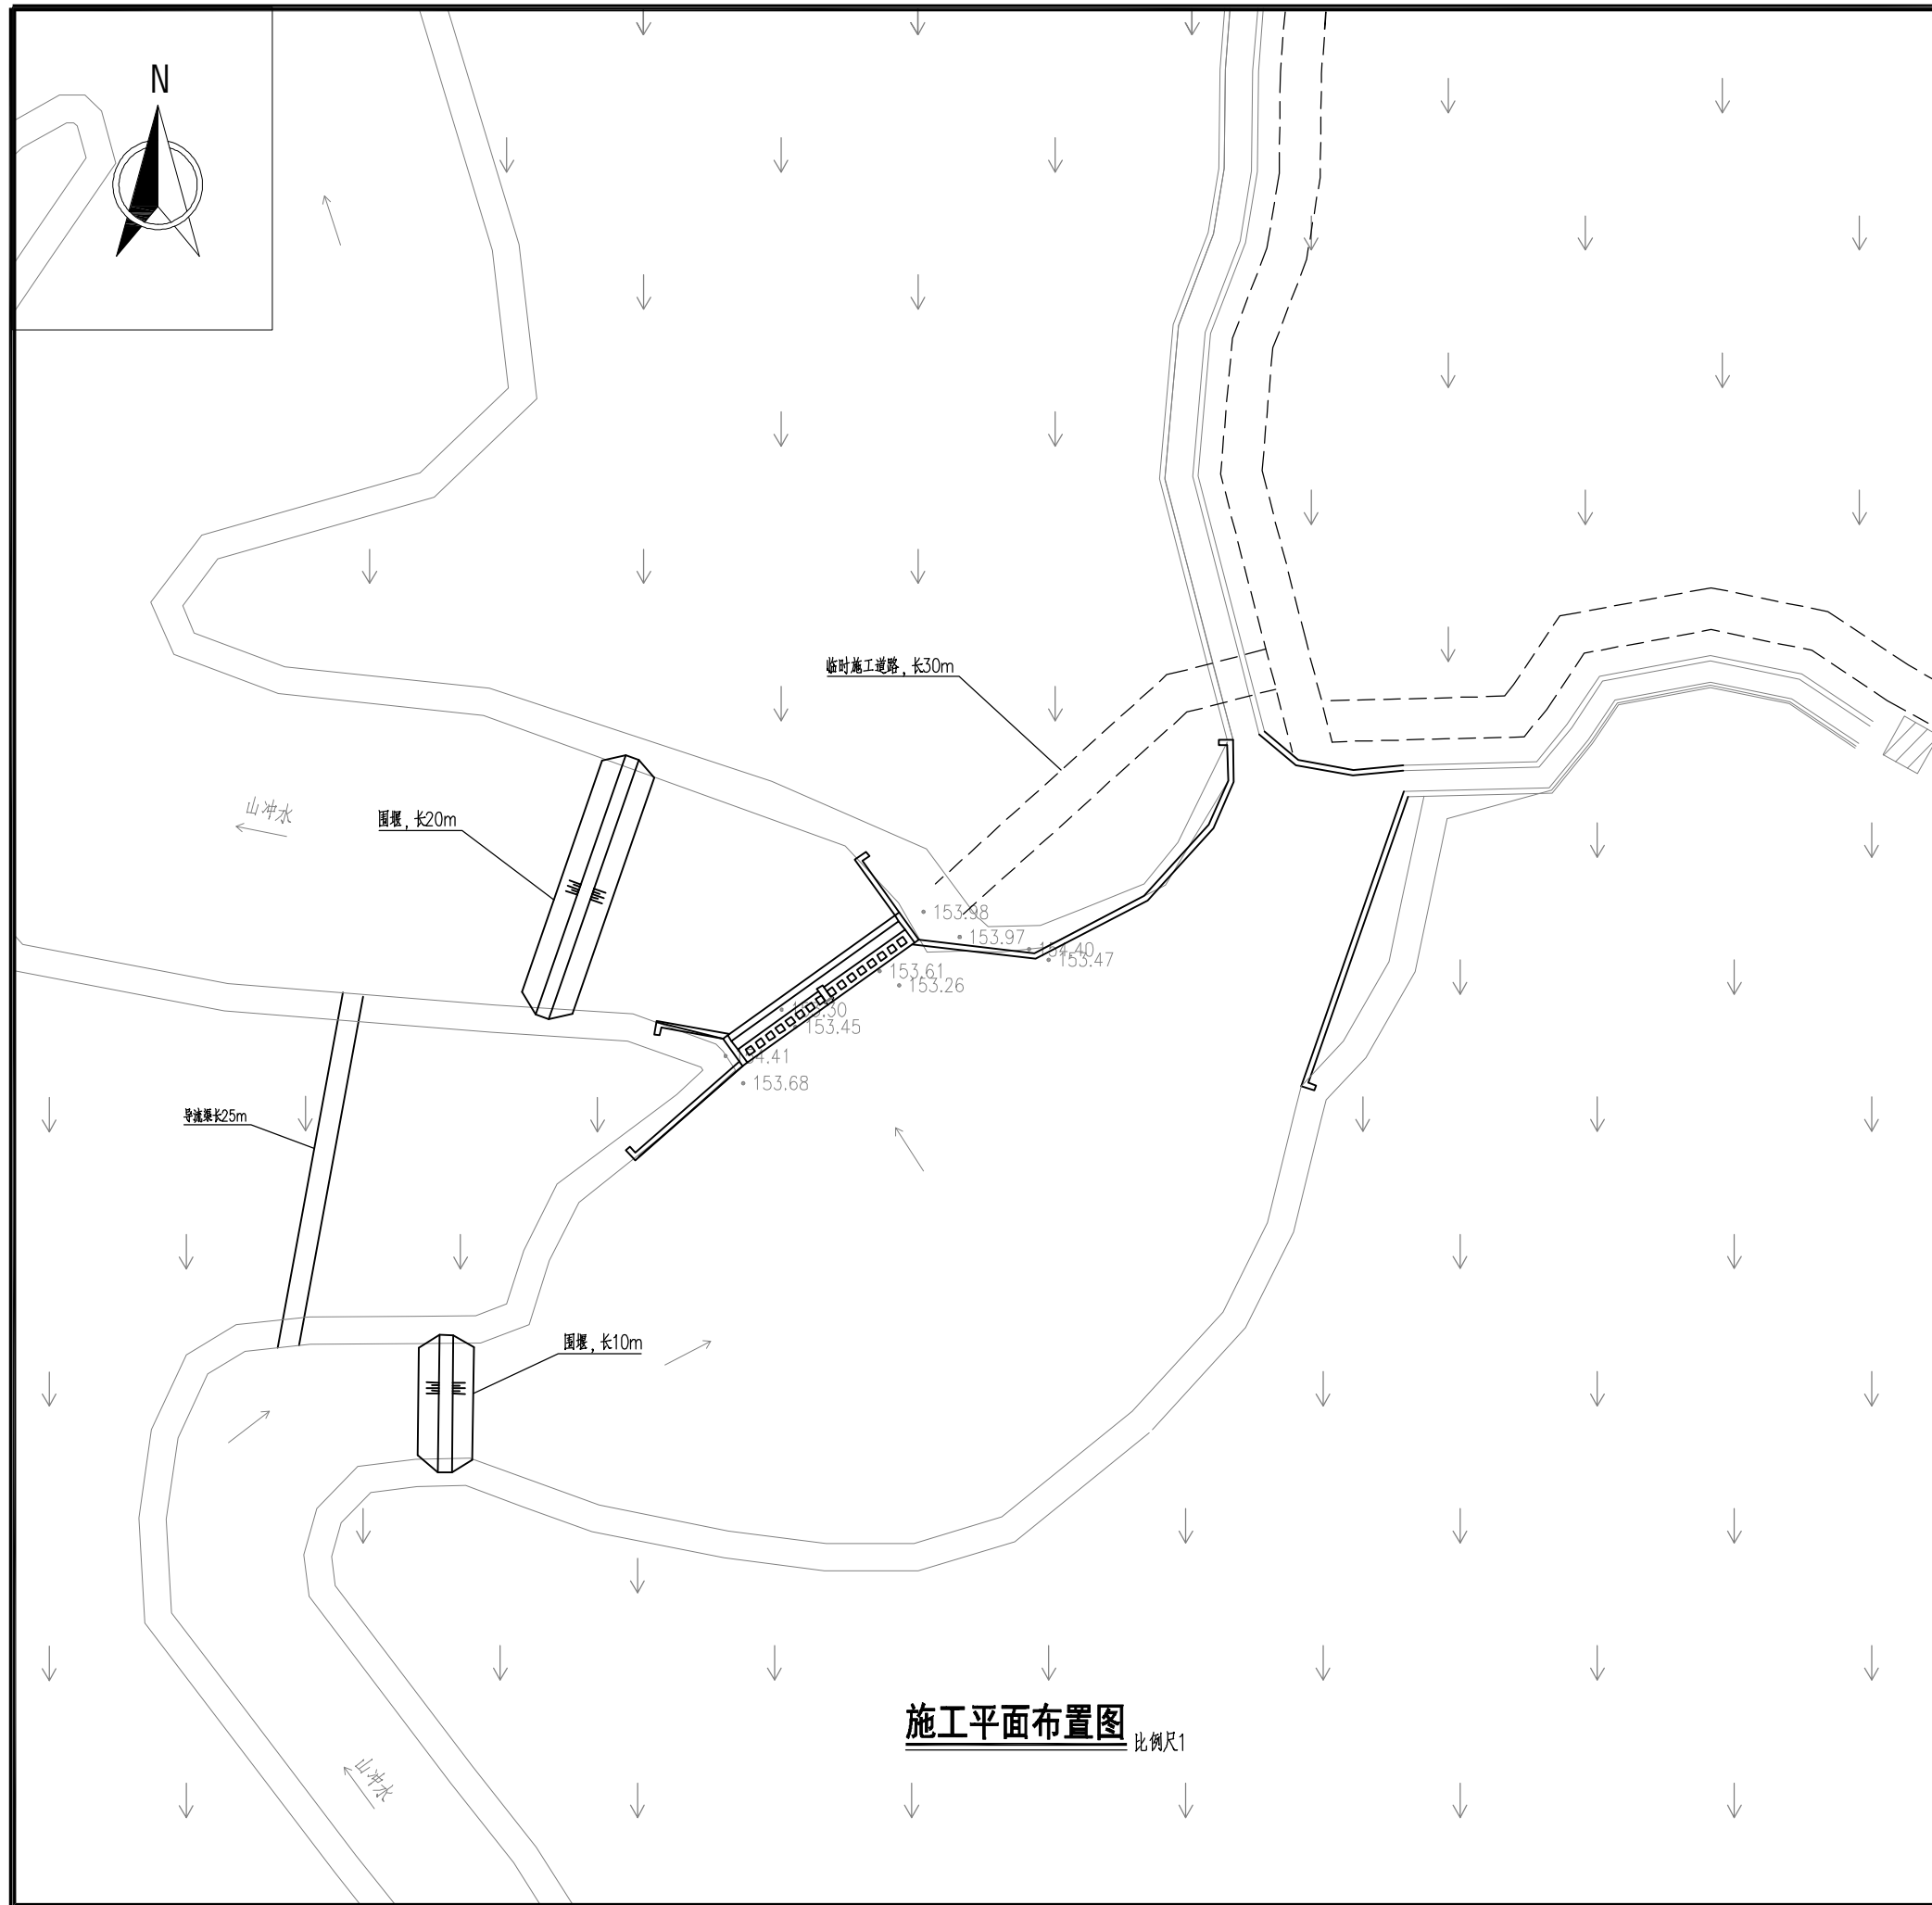 N
临时施工道路，长30m
山冲水
围堰，长20m
153.98
153.97
154.40
153.47
153.61
153.26
153.45
153.68
导流渠长25m
围堰，长10m
施工平面布置图
比例尺1
山冲水